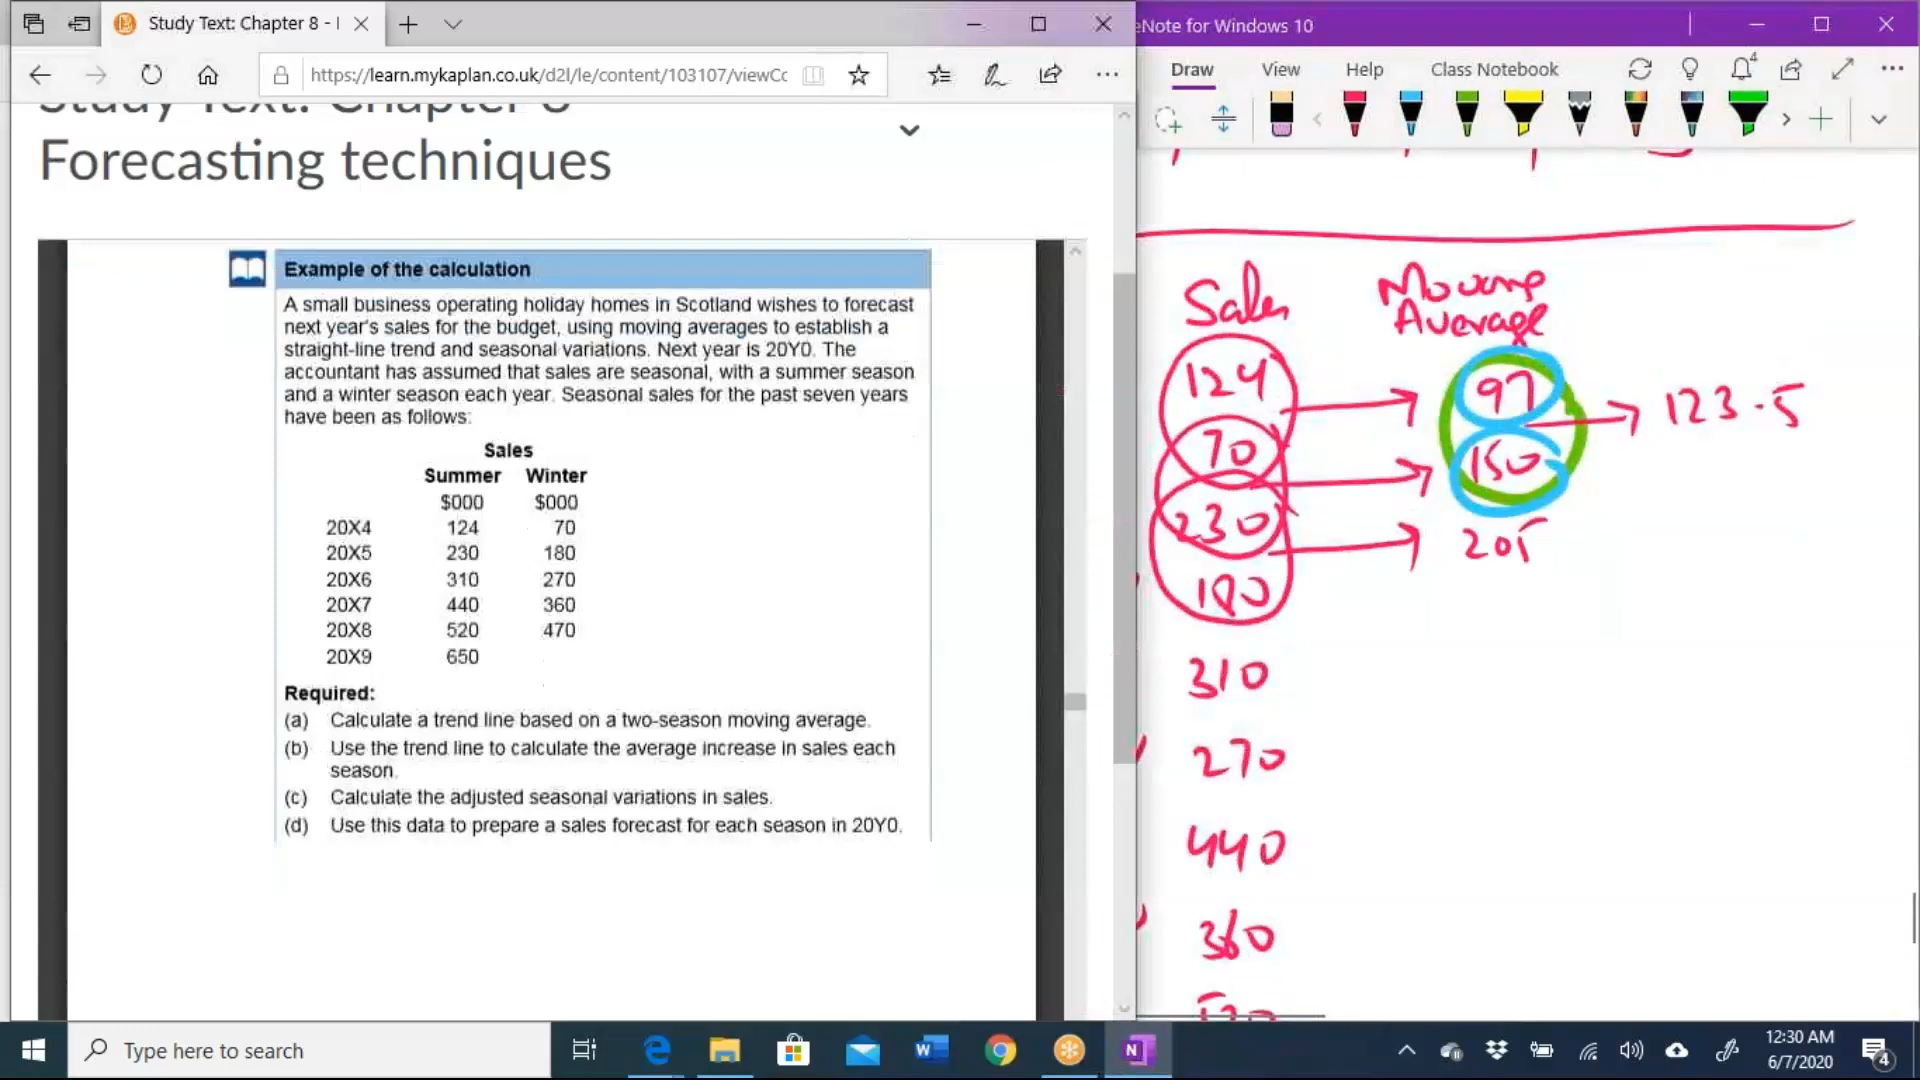 Study Text: Chapter 8 - I
https://learn.mykaplan.co.uk/d2l/le/content/103107/viewCc
Study Text: Chapter 8
Forecasting techniques
Example of the calculation
A small business operating holiday homes in Scotland wishes to forecast
next year's sales for the budget, using moving averages to establish a
straight-line trend and seasonal variations. Next year is 20Y0. The
accountant has assumed that sales are seasonal, with a summer season
and a winter season each year. Seasonal sales for the past seven years
have been as follows:
Sales
Summer Winter
$000 $000
20X4 124 70
20X5 230 180
20X6 310 270
20X7 440 360
20X8 520 470
20X9 650
Required:
(a) Calculate a trend line based on a two-season moving average.
(b) Use the trend line to calculate the average increase in sales each
season.
(c) Calculate the adjusted seasonal variations in sales.
(d) Use this data to prepare a sales forecast for each season in 20Y0.
eNote for Windows 10
Draw View Help Class Notebook
4
Sales
Moving
Average
124
97
123.5
70
150
230
205
180
310
270
440
360
520
Type here to search
12:30 AM
6/7/2020
4